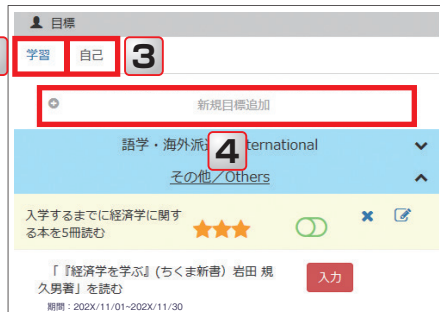 目標
学習 自己 3
新規目標追加
語学・海外派 4 ternational
その他／Others
入学するまでに経済学に関す
る本を5冊読む
「『経済学を学ぶ』(ちくま新書）岩田 規
久男著」を読む
入力
期間：202X/11/01~202X/11/30